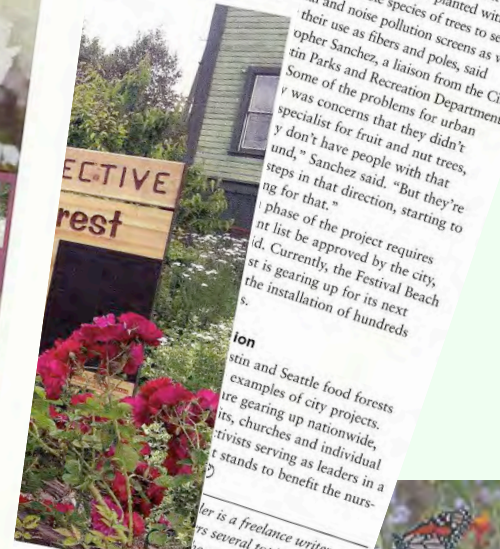 ECTIVE
rest
planted wit
species of trees to se
and noise pollution screens as w
their use as fibers and poles, said
opher Sanchez, a liaison from the Ci
tin Parks and Recreation Department
Some of the problems for urban
y was concerns that they didn't
specialist for fruit and nut trees,
y don't have people with that
und," Sanchez said. "But they're
steps in that direction, starting to
ng for that."
phase of the project requires
nt list be approved by the city,
id. Currently, the Festival Beach
st is gearing up for its next
the installation of hundreds
s.
ion
stin and Seattle food forests
examples of city projects.
are gearing up nationwide,
its, churches and individual
ctivists serving as leaders in a
t stands to benefit the nurs-
ler is a freelance write
rs several